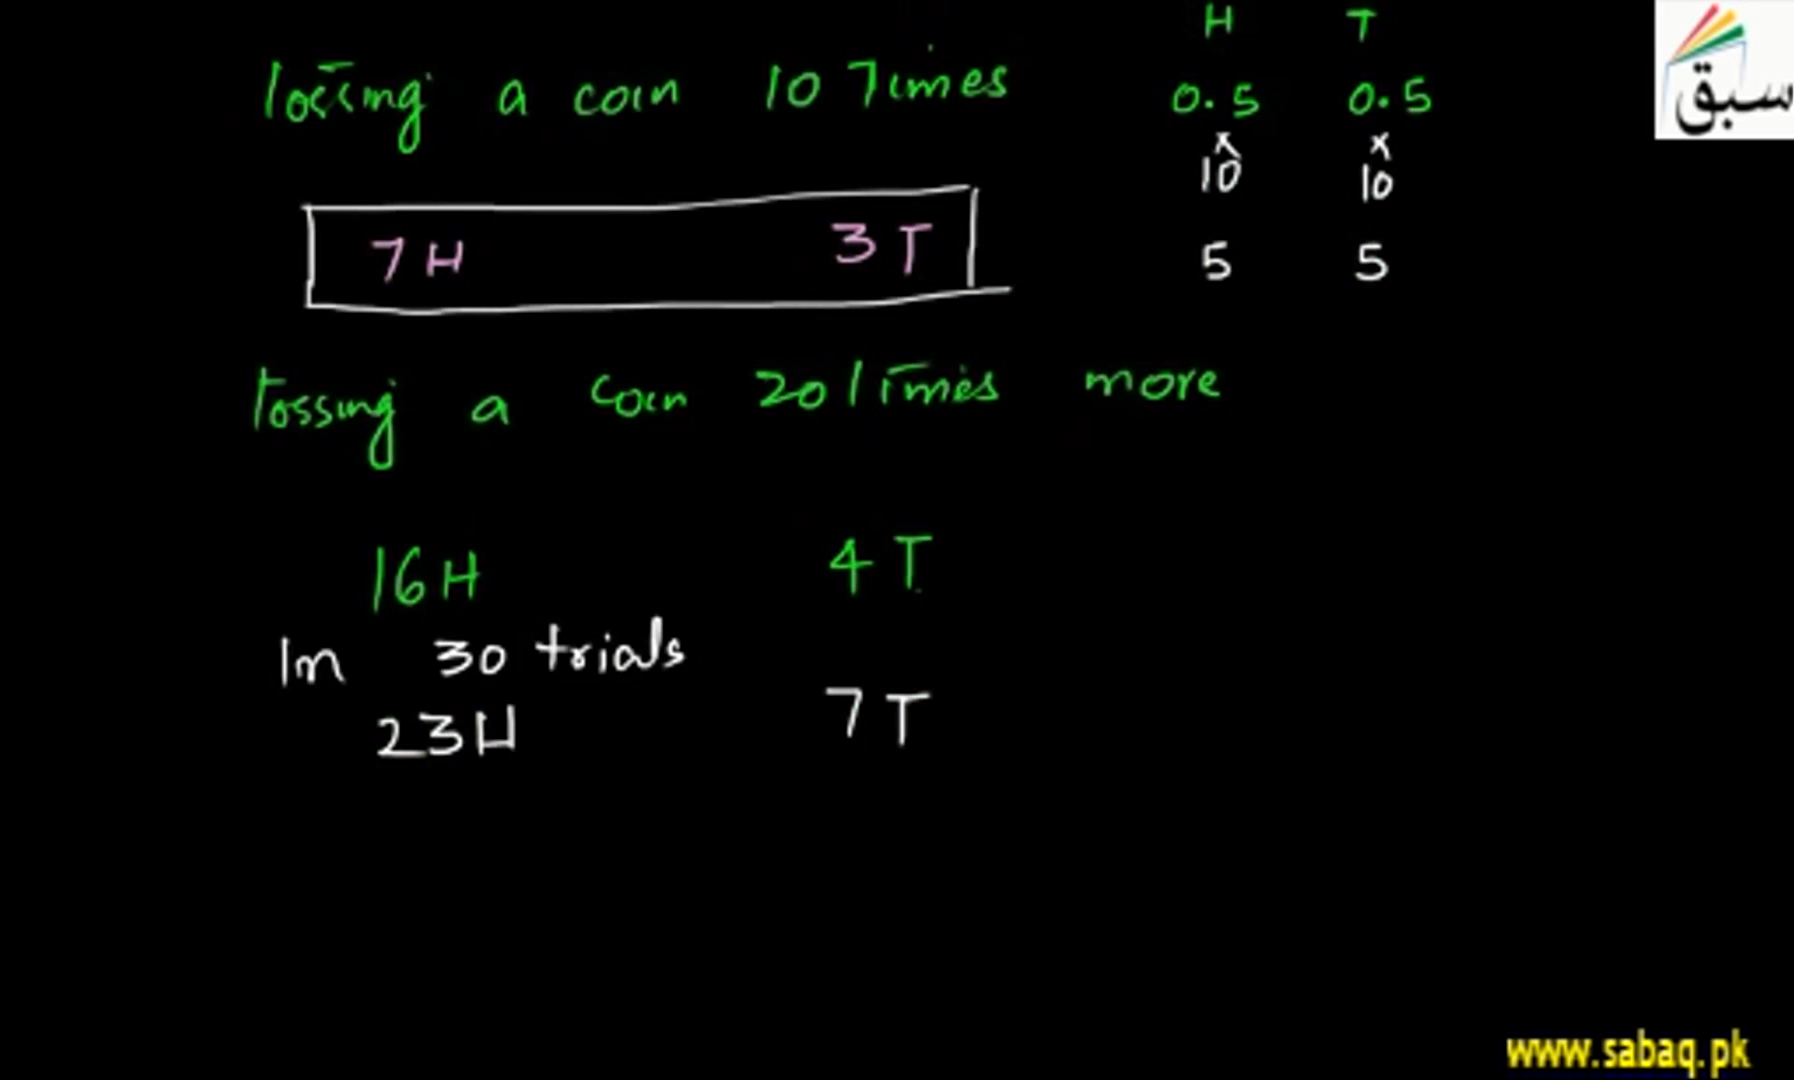 H T
tossing a coin 10 Times 0.5 0.5
x x
10 10
7H 3T 5 5
Tossing a coin 20 Times more
16H 4T
In 30 trials
23H 7T
سبق
www.sabaq.pk